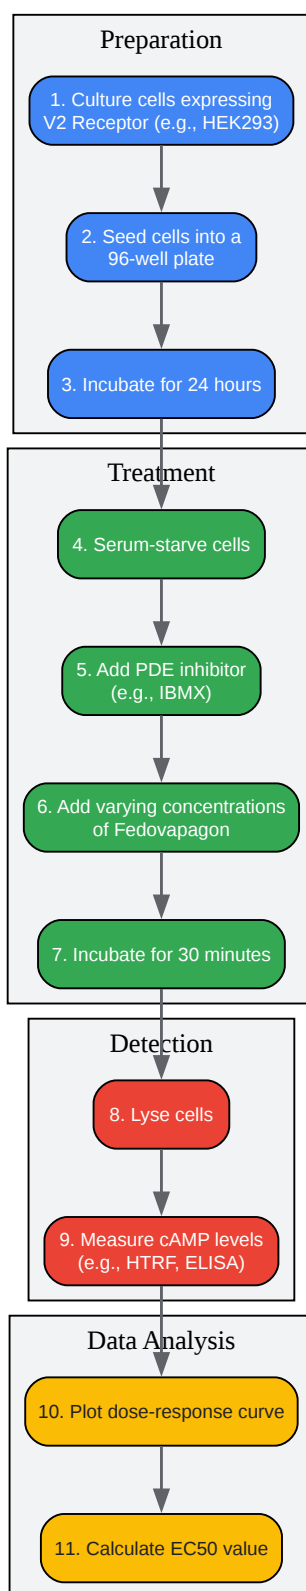 Preparation
1. Culture cells expressing
V2 Receptor (e.g., HEK293)
2. Seed cells into a
96-well plate
3. Incubate for 24 hours
Treatment
4. Serum-starve cells
5. Add PDE inhibitor
(e.g., IBMX)
6. Add varying concentrations
of Fedovapagon
7. Incubate for 30 minutes
Detection
8. Lyse cells
9. Measure cAMP levels
(e.g., HTRF, ELISA)
Data Analysis
10. Plot dose-response curve
11. Calculate EC50 value